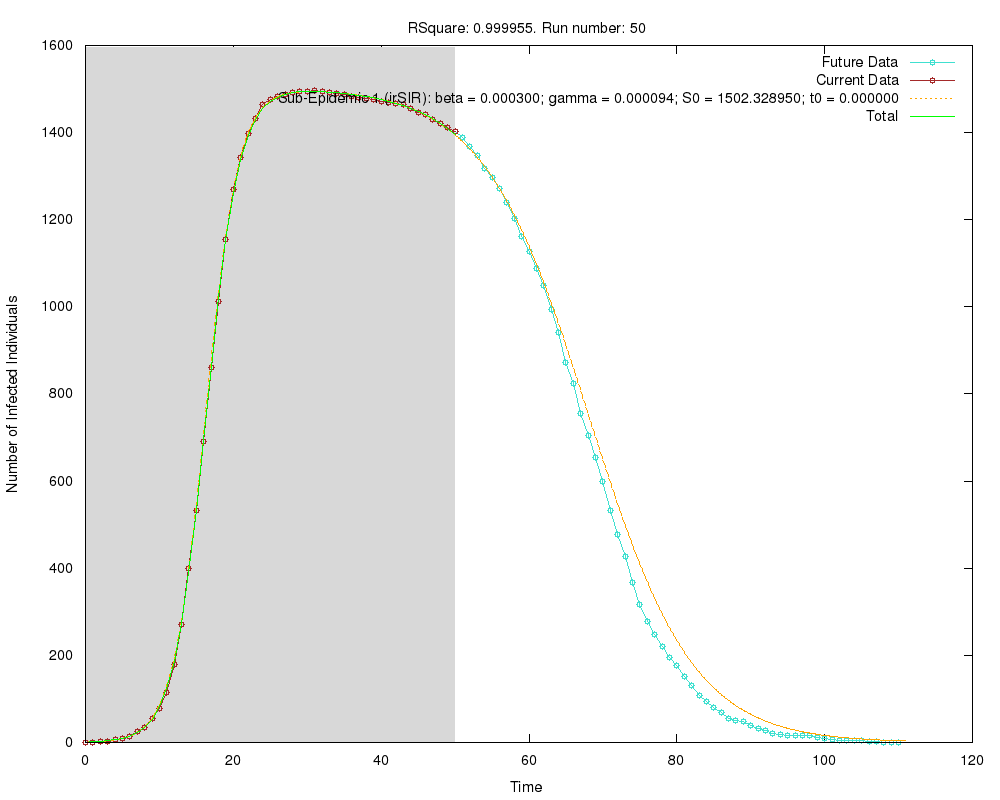 RSquare: 0.999955. Run number: 50
1600
1400
1200
1000
800
600
400
200
0
Number of Infected Individuals
Future Data
Current Data
Sub-Epidemic 1 (irSIR): beta = 0.000300; gamma = 0.000094; S0 = 1502.328950; t0 = 0.000000
Total
0 20 40 60 80 100 120
Time